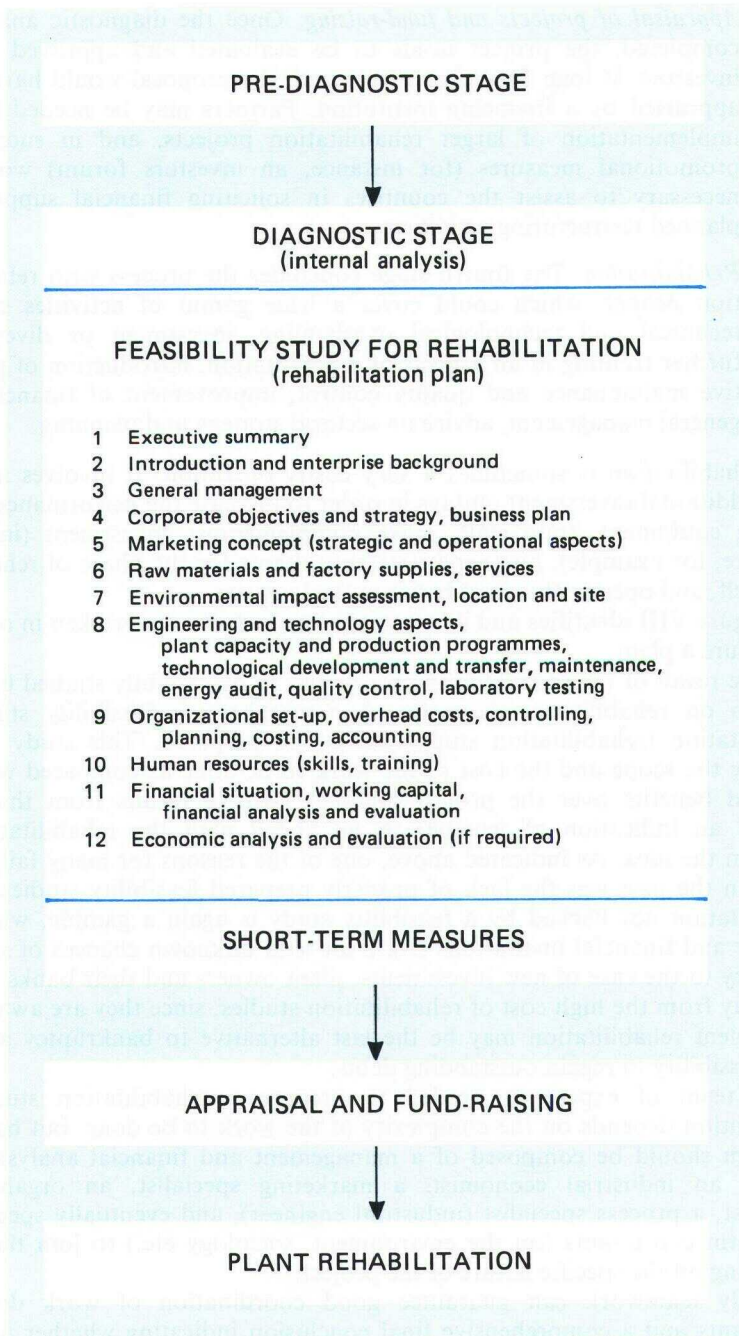 PRE-DIAGNOSTIC STAGE
DIAGNOSTIC STAGE
(internal analysis)
FEASIBILITY STUDY FOR REHABILITATION
(rehabilitation plan)
1 Executive summary
2 Introduction and enterprise background
3 General management
4 Corporate objectives and strategy, business plan
5 Marketing concept (strategic and operational aspects)
6 Raw materials and factory supplies, services
7 Environmental impact assessment, location and site
8 Engineering and technology aspects,
plant capacity and production programmes,
technological development and transfer, maintenance,
energy audit, quality control, laboratory testing
9 Organizational set-up, overhead costs, controlling,
planning, costing, accounting
10 Human resources (skills, training)
11 Financial situation, working capital,
financial analysis and evaluation
12 Economic analysis and evaluation (if required)
SHORT-TERM MEASURES
APPRAISAL AND FUND-RAISING
PLANT REHABILITATION